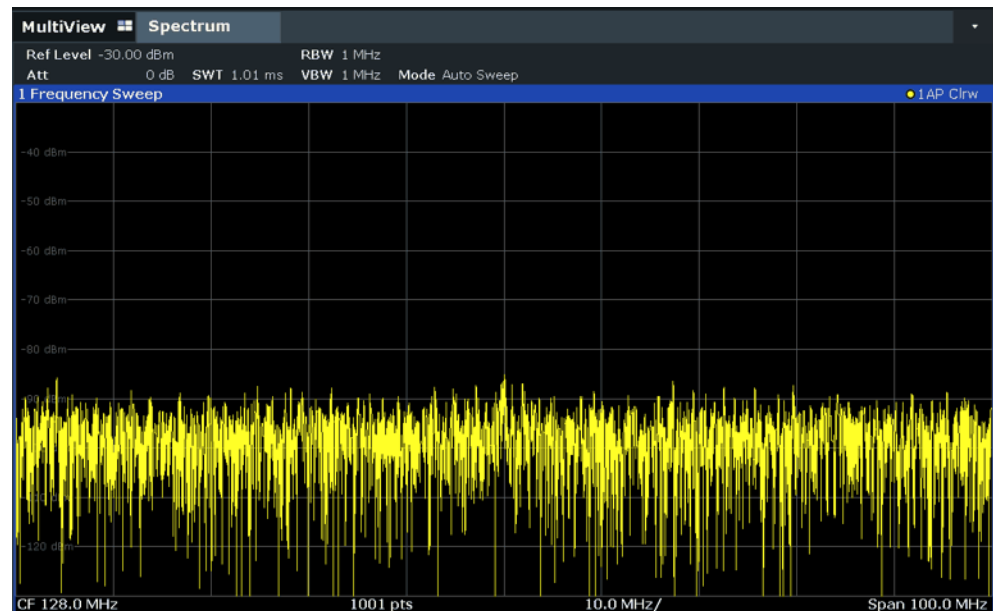 MultiView Spectrum
Ref Level -30.00 dBm RBW 1 MHz
Att 0 dB SWT 1.01 ms VBW 1 MHz Mode Auto Sweep
1 Frequency Sweep 1AP Clrw
-40 dBm
-50 dBm
-60 dBm
-70 dBm
-80 dBm
-120 dBm
CF 128.0 MHz 1001 pts 10.0 MHz/ Span 100.0 MHz